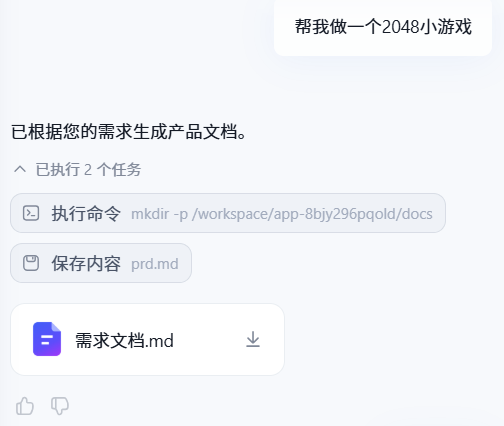 帮我做一个2048小游戏
已根据您的需求生成产品文档。
已执行 2 个任务
执行命令 mkdir -p /workspace/app-8bjy296pqold/docs
保存内容 prd.md
需求文档.md